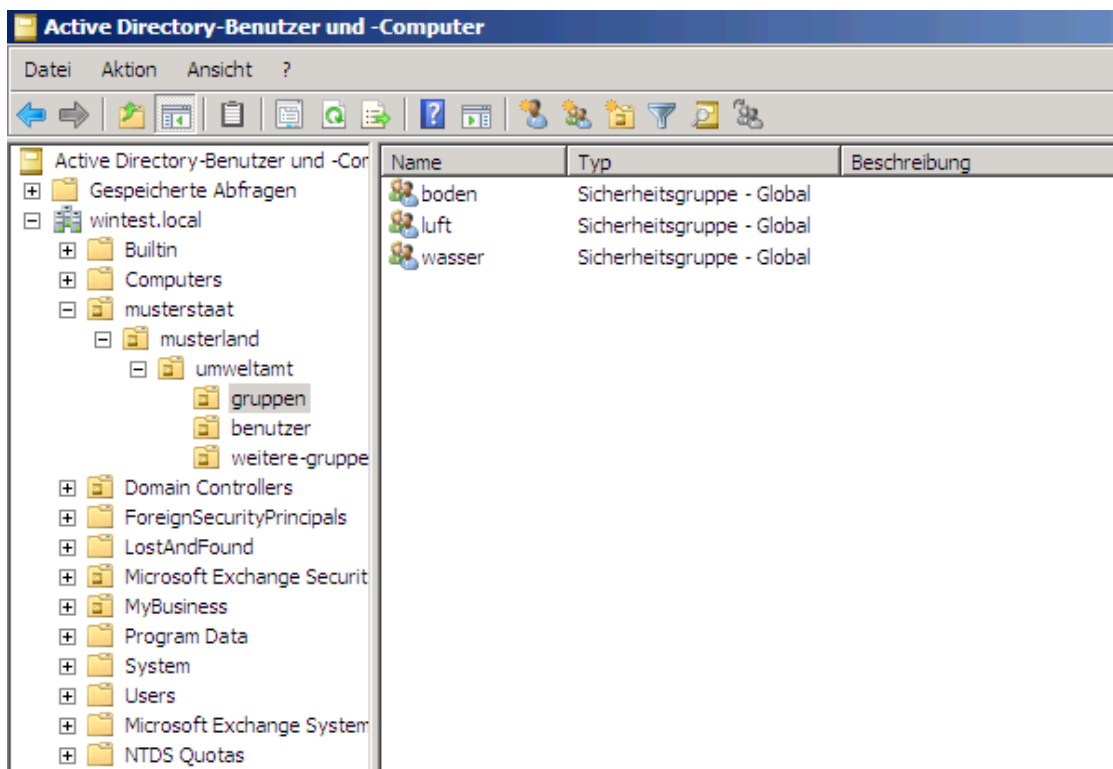 Active Directory-Benutzer und -Computer
Datei Aktion Ansicht ?
Active Directory-Benutzer und -Cor
Gespeicherte Abfragen
wintest.local
Builtin
Computers
musterstaat
musterland
umweltamt
gruppen
benutzer
weitere-gruppe
Domain Controllers
ForeignSecurityPrincipals
LostAndFound
Microsoft Exchange Securit
MyBusiness
Program Data
System
Users
Microsoft Exchange System
NTDS Quotas
Name Typ Beschreibung
boden Sicherheitsgruppe - Global
luft Sicherheitsgruppe - Global
wasser Sicherheitsgruppe - Global